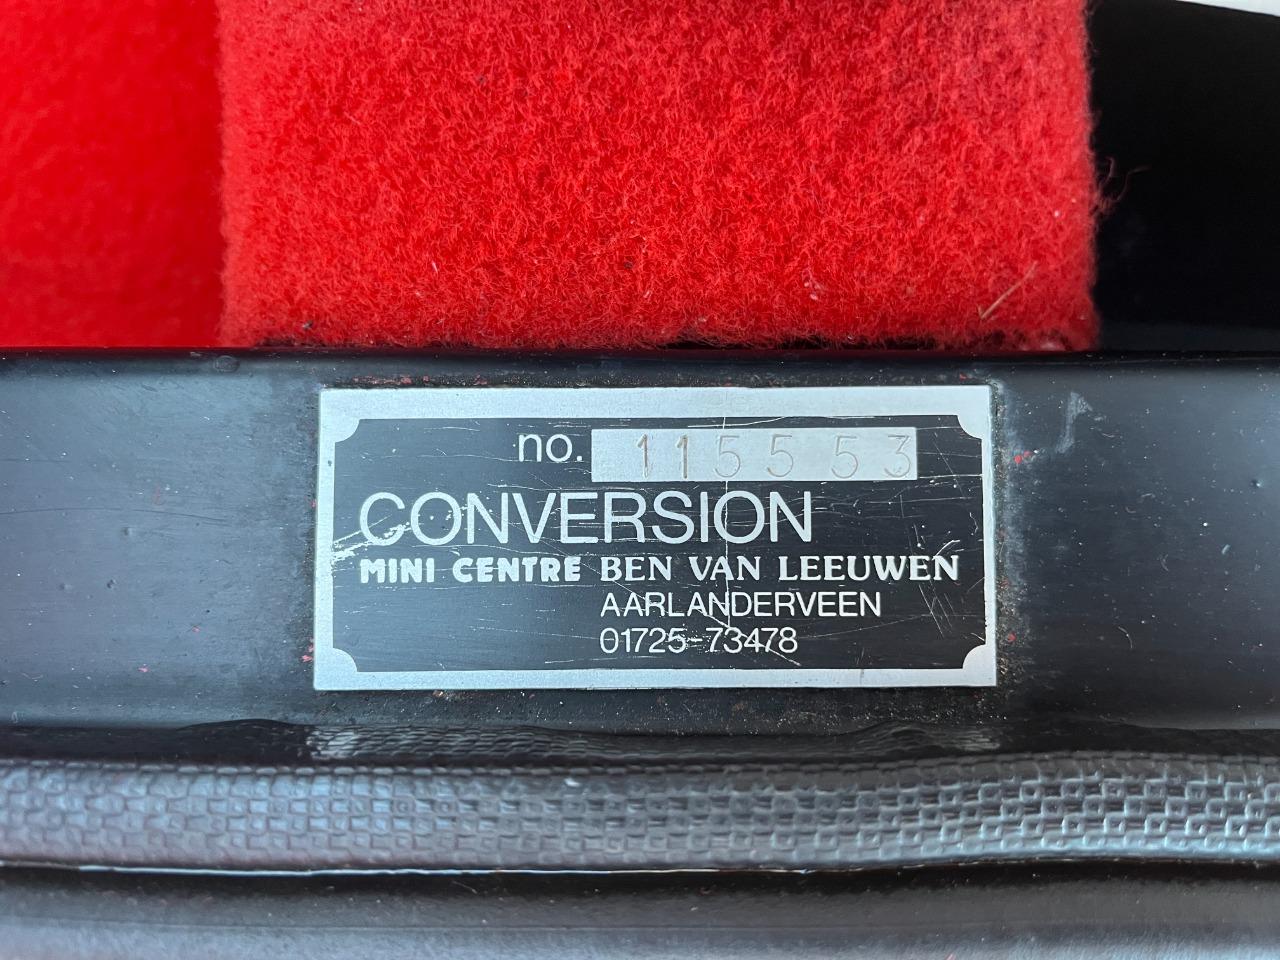 no. 115553
CONVERSION
MINI CENTRE BEN VAN LEEUWEN
AARLANDERVEEN
01725-73478